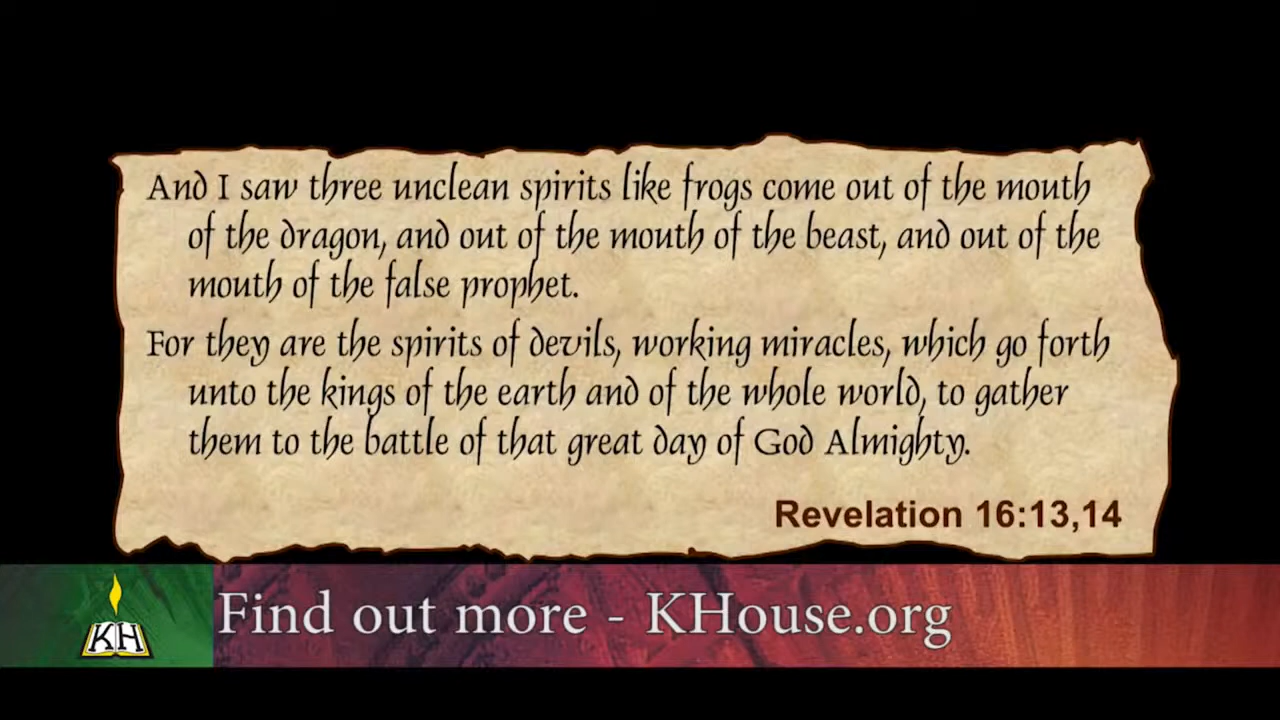 And I saw three unclean spirits like frogs come out of the mouth
of the dragon, and out of the mouth of the beast, and out of the
mouth of the false prophet.
For they are the spirits of devils, working miracles, which go forth
unto the kings of the earth and of the whole world, to gather
them to the battle of that great day of God Almighty.
Revelation 16:13,14
KH
Find out more - KHouse.org